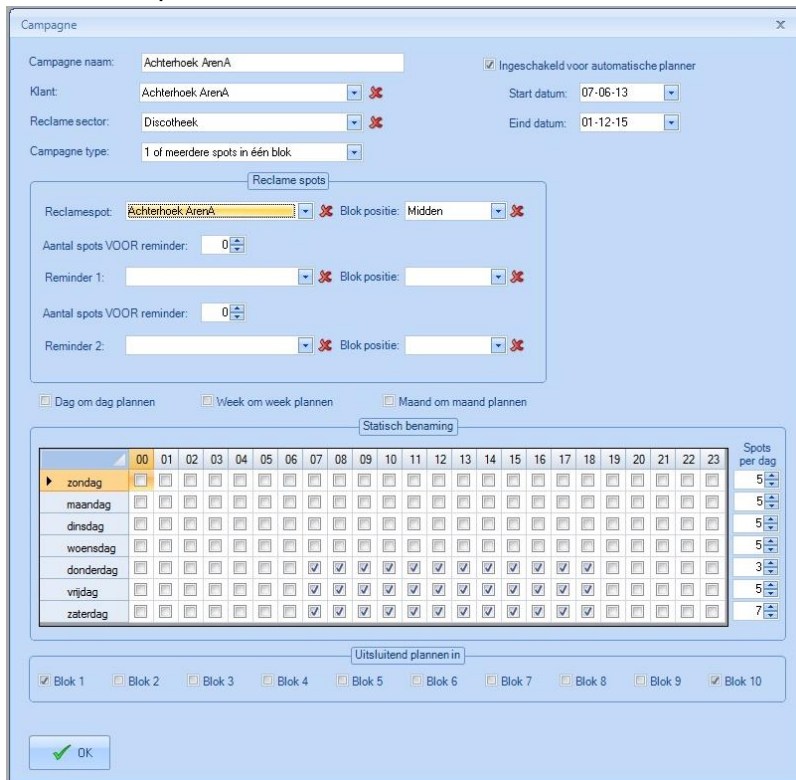 Campagne x
Campagne naam: Achterhoek ArenA
Ingeschakeld voor automatische planner
Klant: Achterhoek ArenA
Start datum: 07-06-13
Reclame sector: Discotheek
Eind datum: 01-12-15
Campagne type: 1 of meerdere spots in één blok
Reclame spots
Reclamespot: Achterhoek ArenA Blok positie: Midden
Aantal spots VOOR reminder: 0
Reminder 1: Blok positie:
Aantal spots VOOR reminder: 0
Reminder 2: Blok positie:
Dag om dag plannen Week om week plannen Maand om maand plannen
Statisch benaming
00 01 02 03 04 05 06 07 08 09 10 11 12 13 14 15 16 17 18 19 20 21 22 23 Spots per dag
zondag 5
maandag 5
dinsdag 5
woensdag 5
donderdag 3
vrijdag 5
zaterdag 7
Uitsluitend plannen in
Blok 1 Blok 2 Blok 3 Blok 4 Blok 5 Blok 6 Blok 7 Blok 8 Blok 9 Blok 10
OK